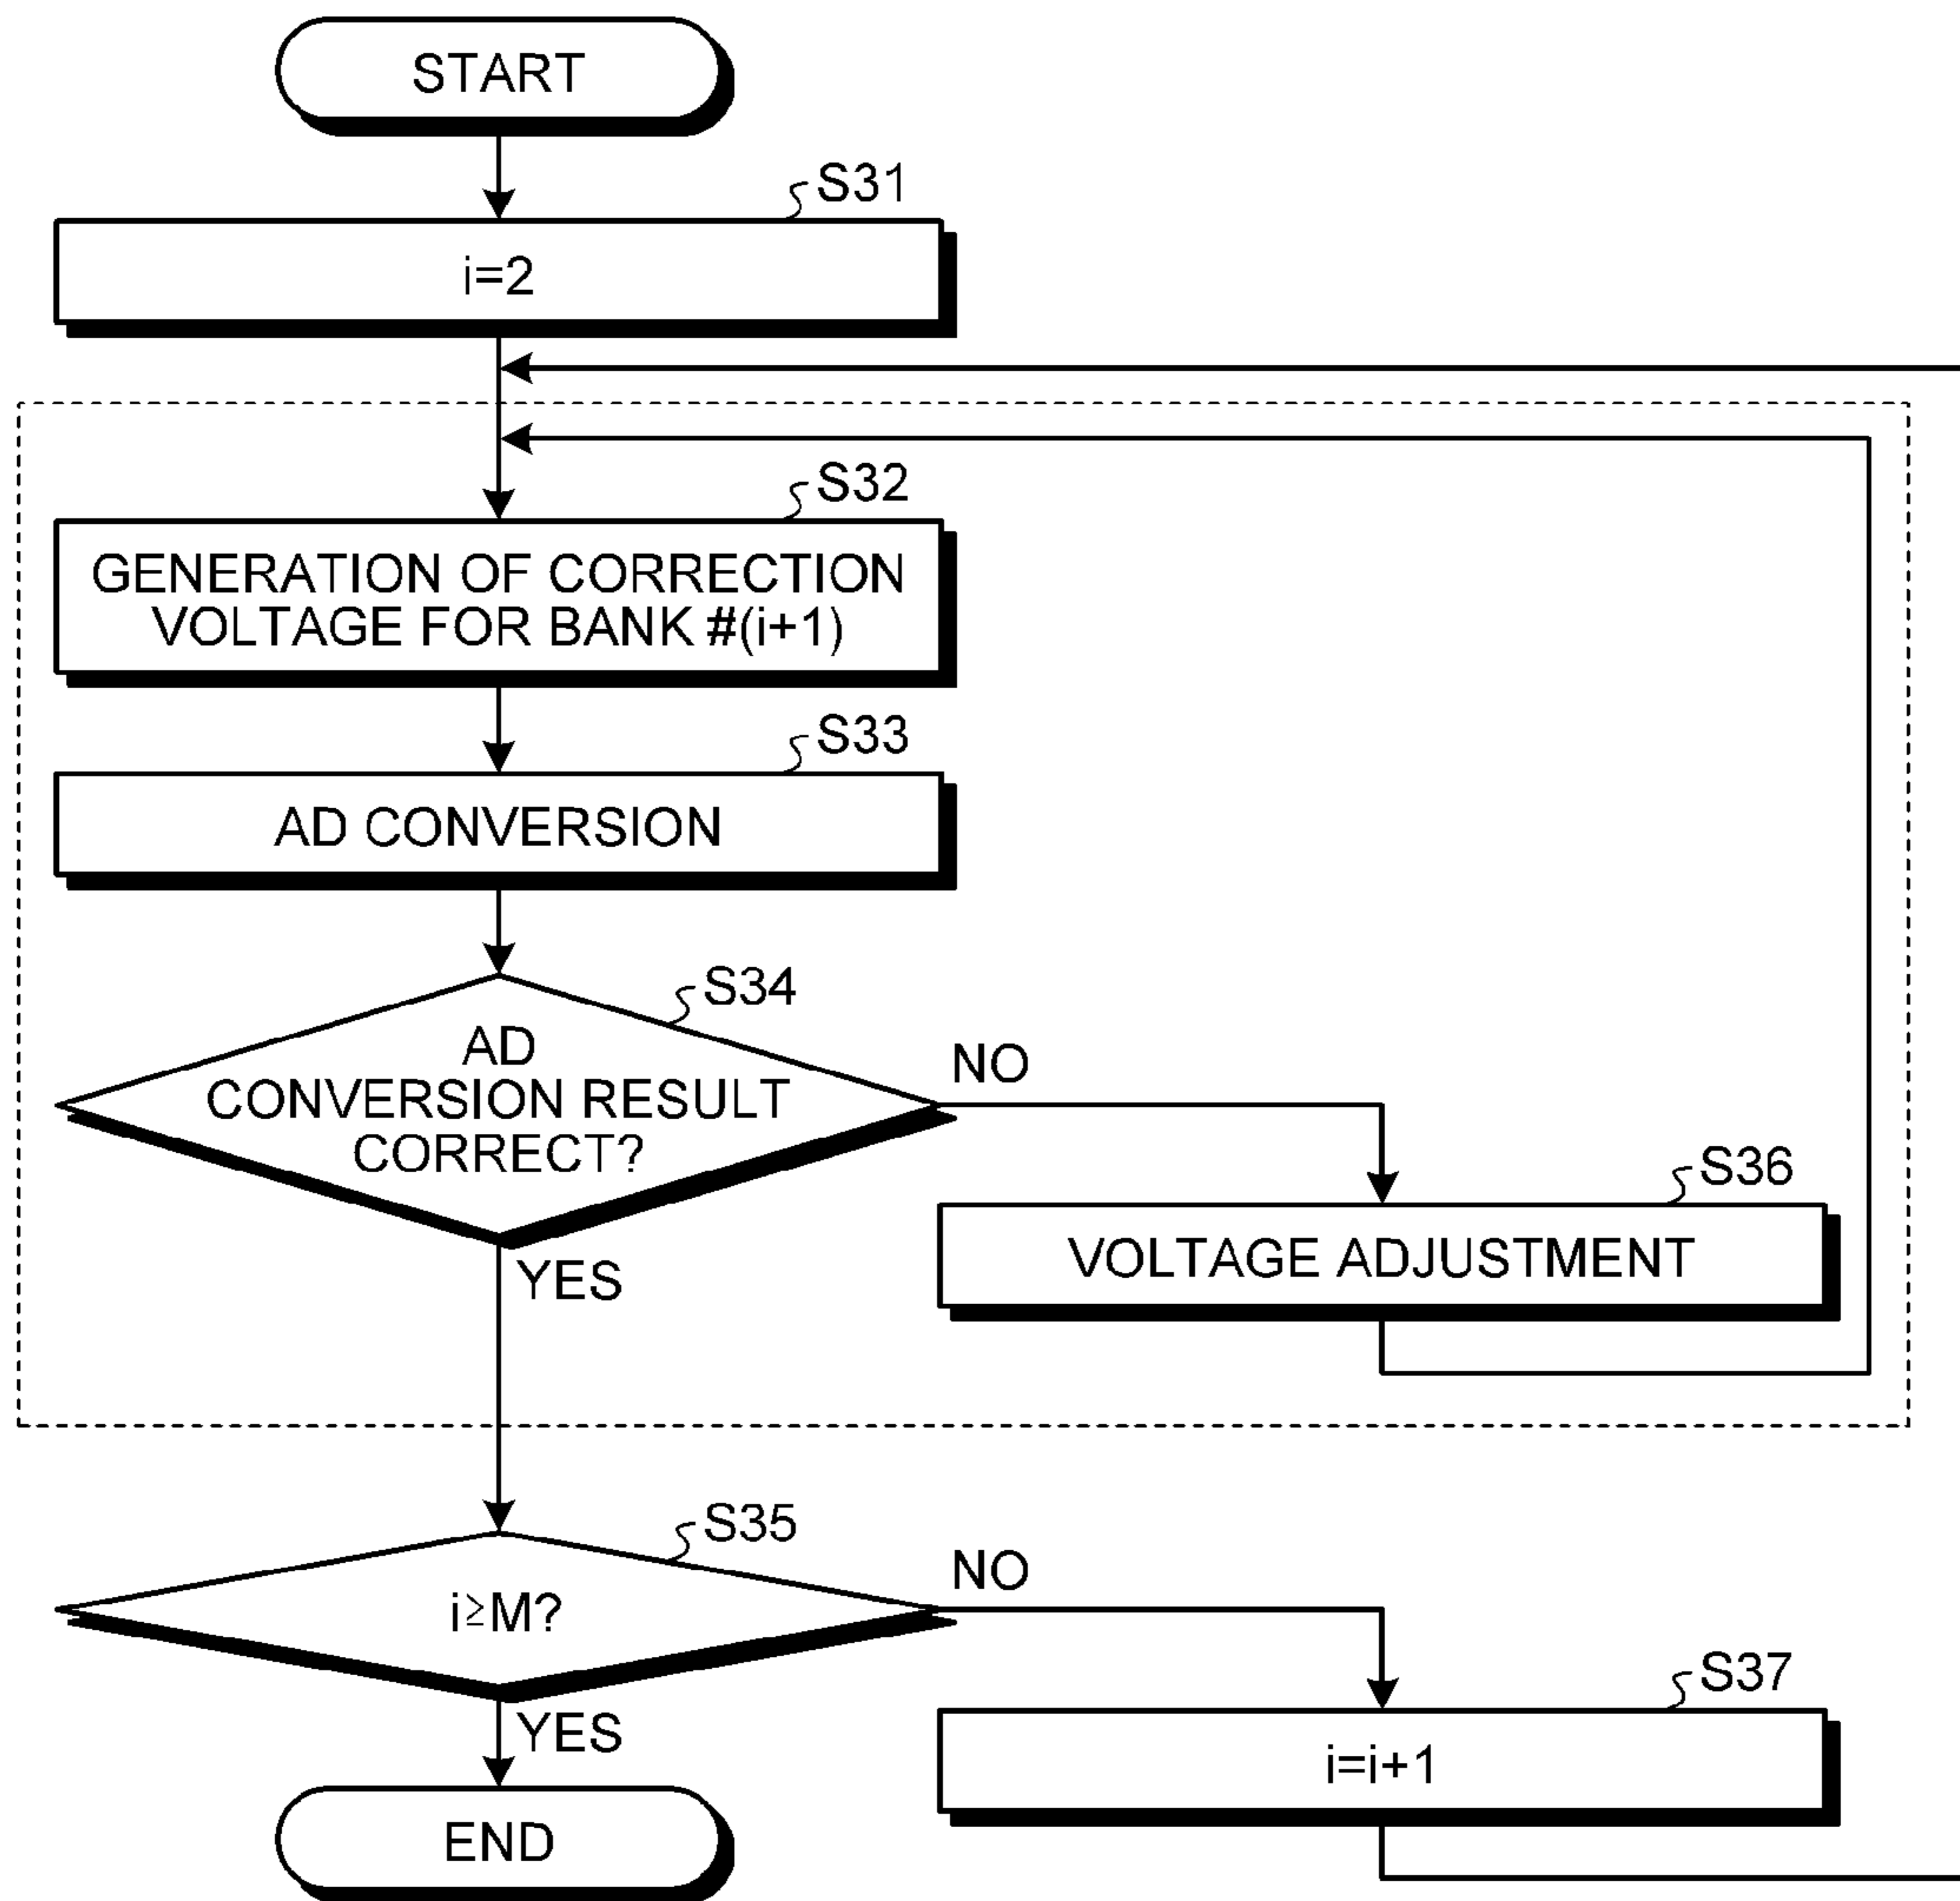 START
S31
i=2
S32
GENERATION OF CORRECTION
VOLTAGE FOR BANK #(i+1)
S33
AD CONVERSION
S34
AD
CONVERSION RESULT
CORRECT?
NO
YES
S36
VOLTAGE ADJUSTMENT
S35
i≧M?
NO
YES
S37
i=i+1
END